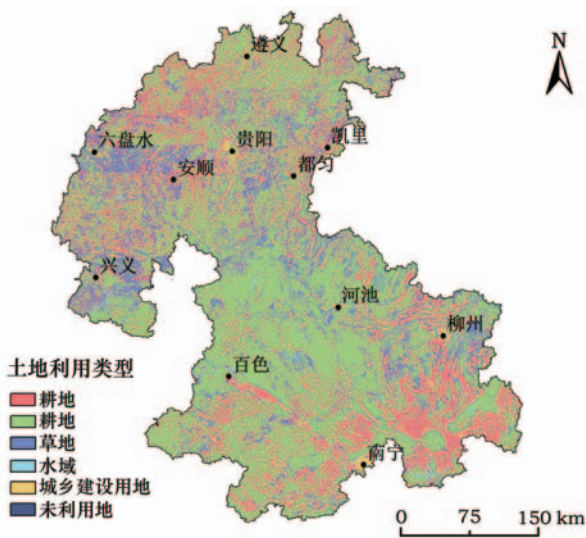 N
遵义
六盘水
贵阳
凯里
安顺
都匀
兴义
河池
柳州
百色
南宁
土地利用类型
耕地
耕地
草地
水域
城乡建设用地
未利用地
0 75 150 km